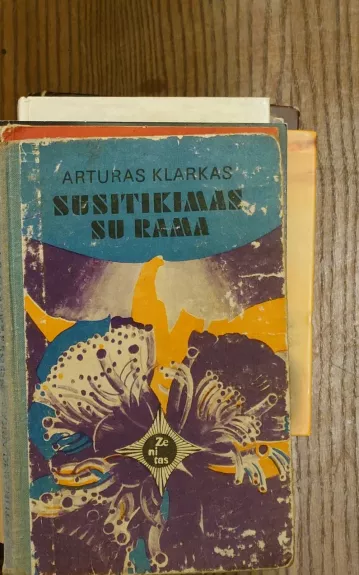 ARTURAS KLARKAS
SUSITIKIMAS
SU RAMA
Ze
ni
tas